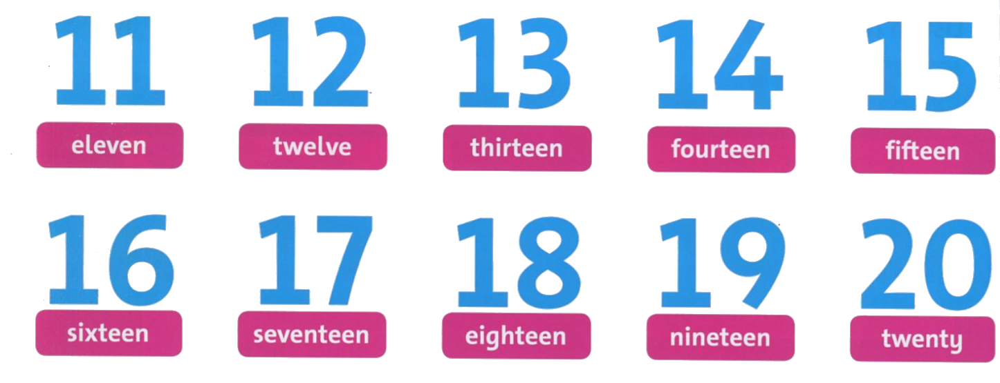 11 12 13 14 15
eleven twelve thirteen fourteen fifteen
16 17 18 19 20
sixteen seventeen eighteen nineteen twenty